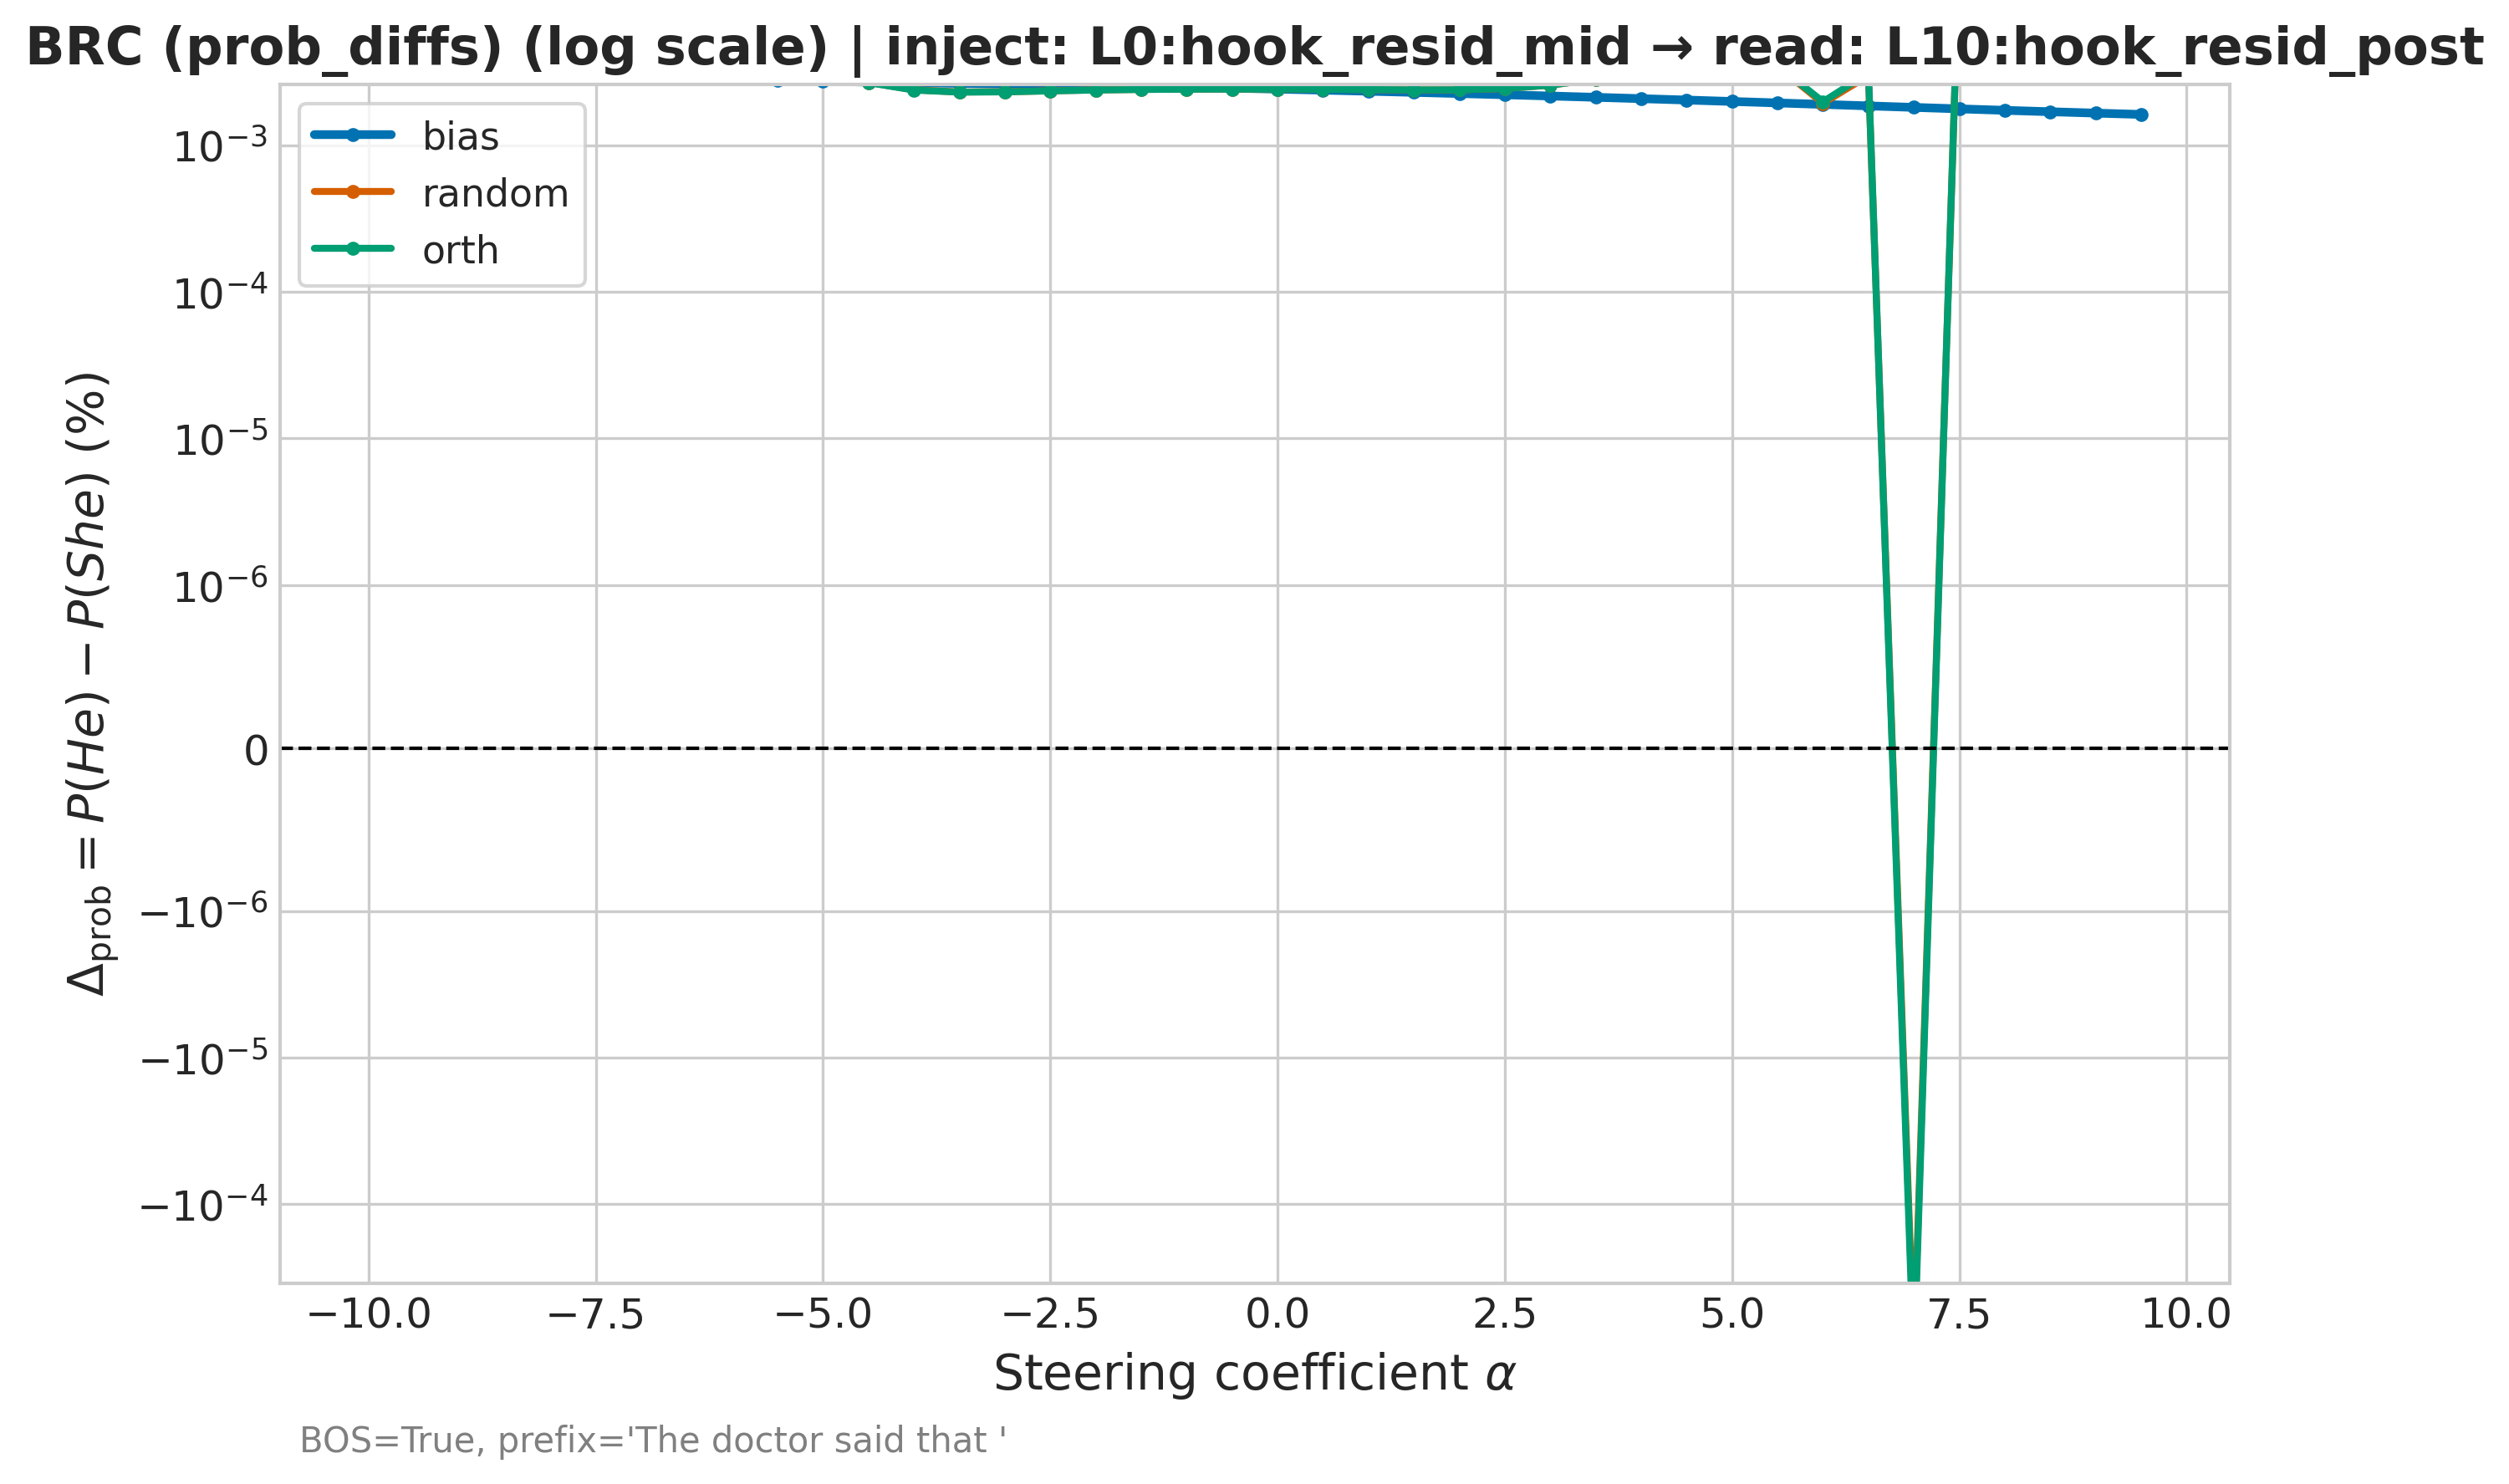 BRC (prob_diffs) (log scale) | inject: L0:hook_resid_mid → read: L10:hook_resid_post
bias
random
orth
10⁻³
10⁻⁴
10⁻⁵
10⁻⁶
0
−10⁻⁶
−10⁻⁵
−10⁻⁴
Δprob = P(He) − P(She) (%)
−10.0 −7.5 −5.0 −2.5 0.0 2.5 5.0 7.5 10.0
Steering coefficient α
BOS=True, prefix='The doctor said that '